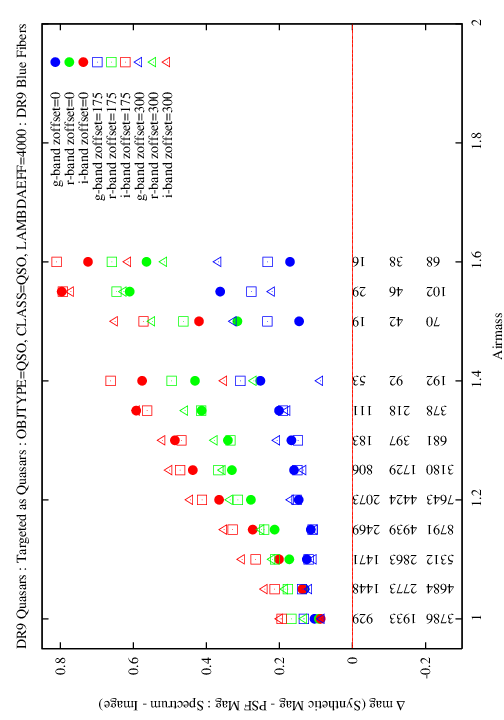 DR9 Quasars : Targeted as Quasars : OBJTYPE=QSO, CLASS=QSO, LAMBDAEFF=4000 : DR9 Blue Fibers
g-band zoffset=0
r-band zoffset=0
i-band zoffset=0
g-band zoffset=175
r-band zoffset=175
i-band zoffset=175
g-band zoffset=300
r-band zoffset=300
i-band zoffset=300
Δ mag (Synthetic Mag - PSF Mag : Spectrum - Image)
0.8
0.6
0.4
0.2
0
-0.2
929 1448 1471 2469 2073 806 183 111 53 19 29 16
1933 2773 2863 4939 4424 1729 397 218 92 42 46 38
3786 4684 5312 8791 7643 3180 681 378 192 70 102 68
1 1.2 1.4 1.6 2
Airmass